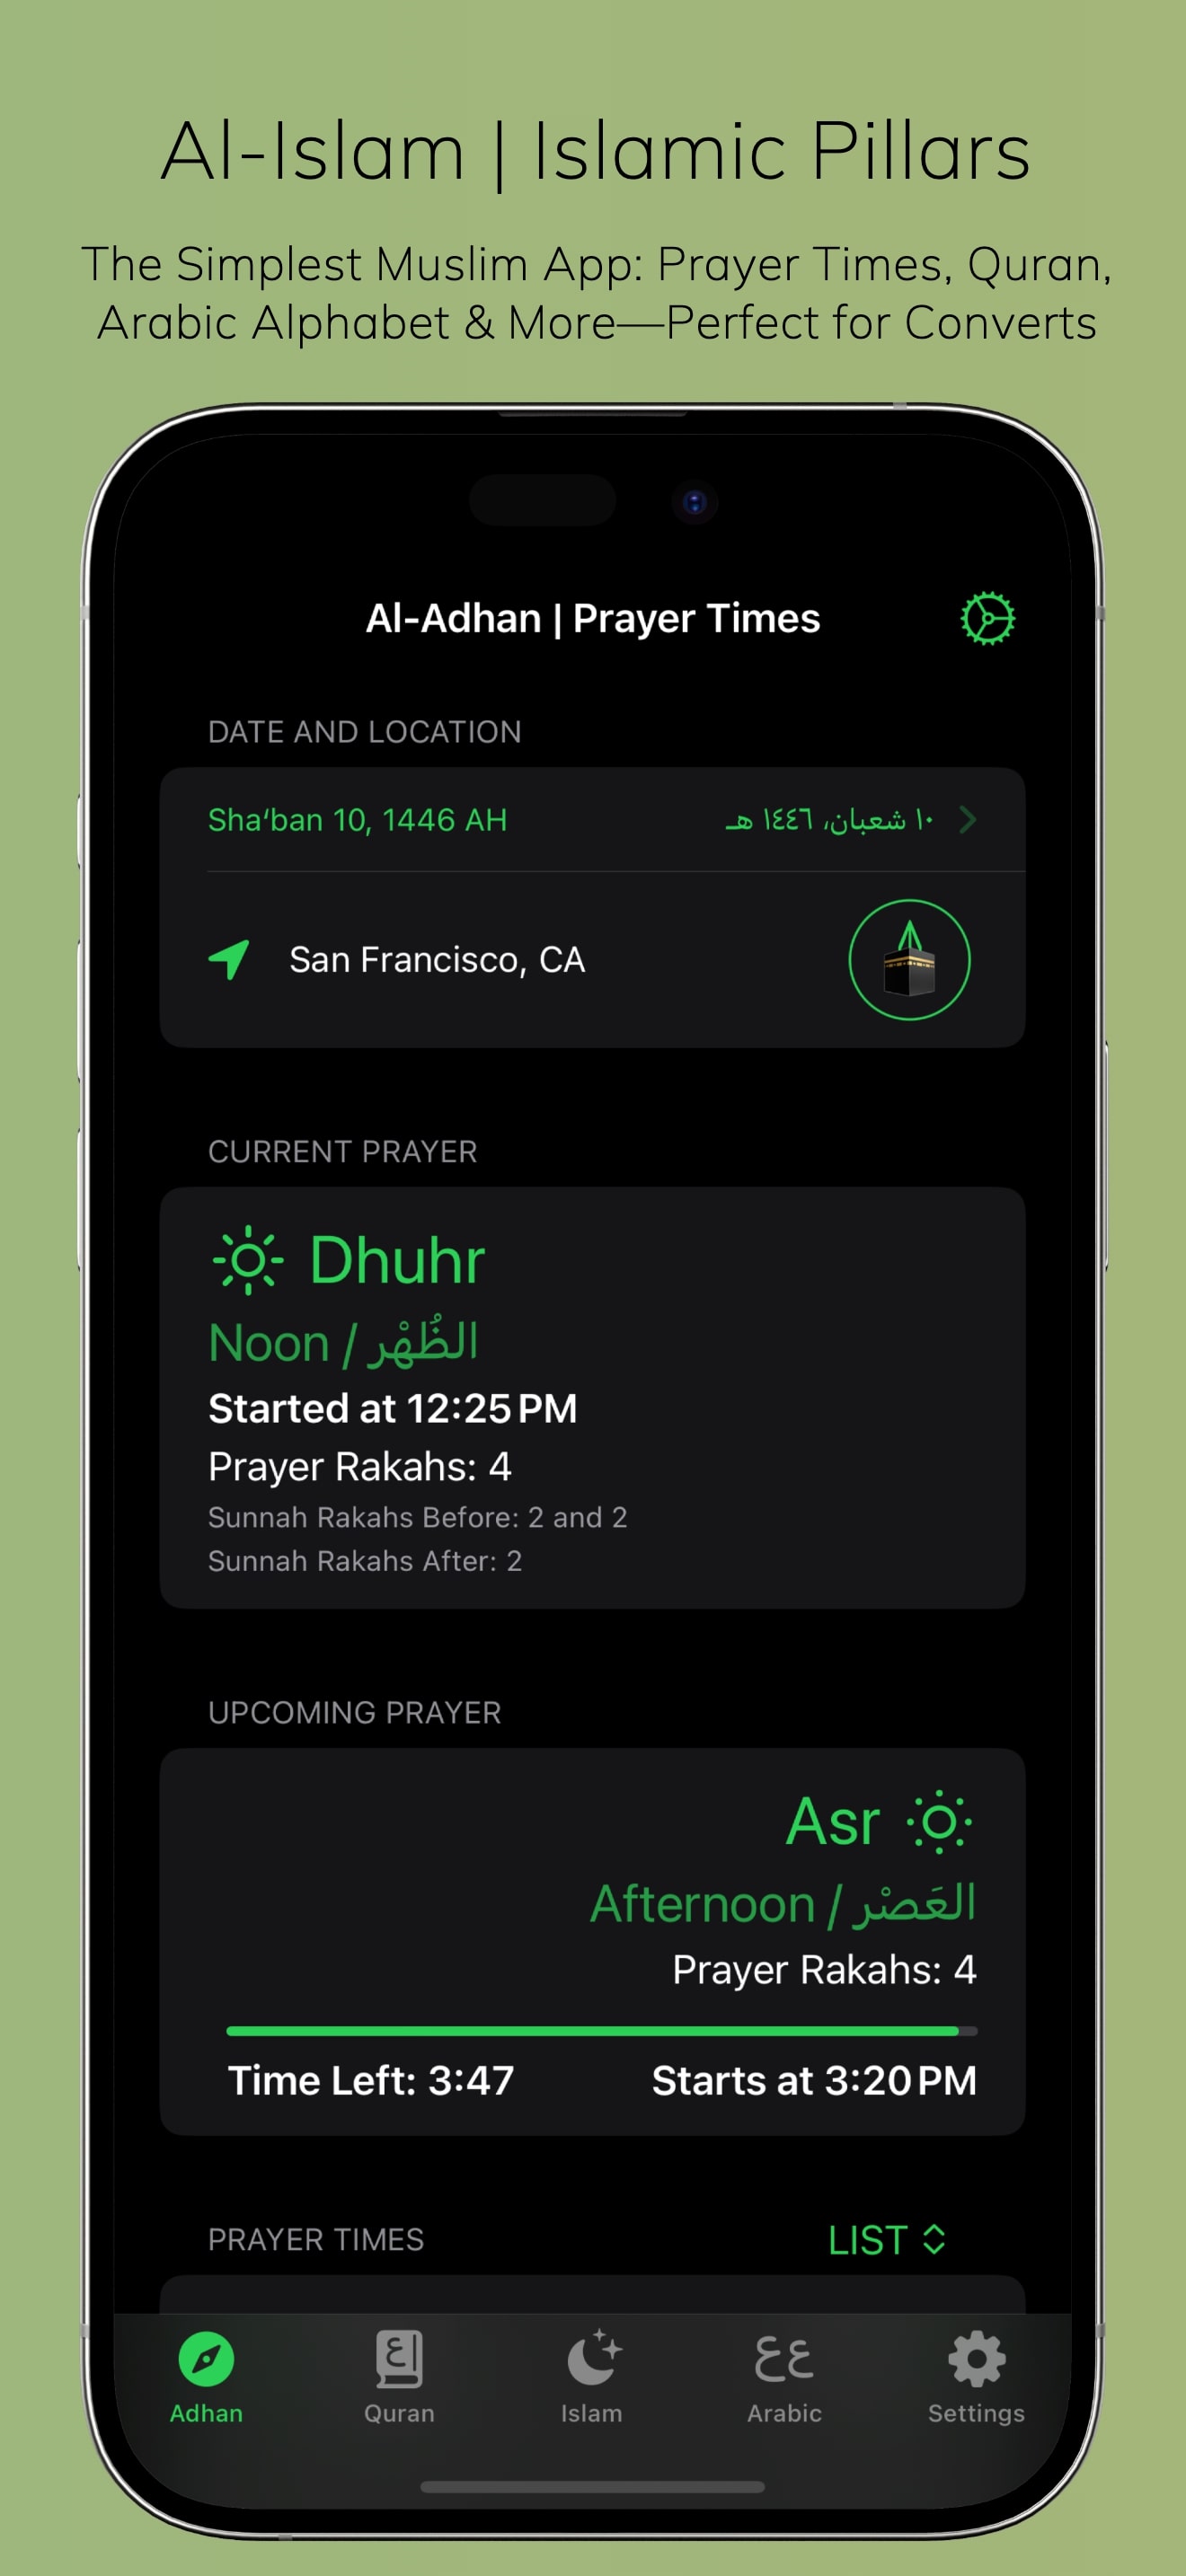 Al-Islam | Islamic Pillars
The Simplest Muslim App: Prayer Times, Quran,
Arabic Alphabet & More—Perfect for Converts
Al-Adhan | Prayer Times
DATE AND LOCATION
Shaʻban 10, 1446 AH
١٠ شعبان، ١٤٤٦ هـ
San Francisco, CA
CURRENT PRAYER
Dhuhr
Noon / الظُهْر
Started at 12:25 PM
Prayer Rakahs: 4
Sunnah Rakahs Before: 2 and 2
Sunnah Rakahs After: 2
UPCOMING PRAYER
Asr
Afternoon / العَصْر
Prayer Rakahs: 4
Time Left: 3:47
Starts at 3:20 PM
PRAYER TIMES
LIST
ع
ع ع
Adhan
Quran
Islam
Arabic
Settings